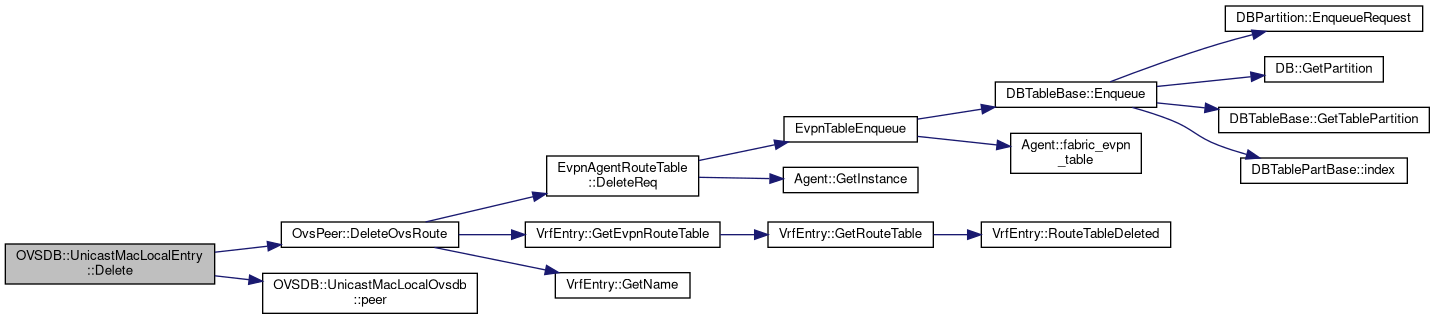 OVSDB::UnicastMacLocalEntry
::Delete
OvsPeer::DeleteOvsRoute
OVSDB::UnicastMacLocalOvsdb
::peer
EvpnAgentRouteTable
::DeleteReq
VrfEntry::GetEvpnRouteTable
VrfEntry::GetName
EvpnTableEnqueue
Agent::GetInstance
VrfEntry::GetRouteTable
DBTableBase::Enqueue
Agent::fabric_evpn
_table
VrfEntry::RouteTableDeleted
DBPartition::EnqueueRequest
DB::GetPartition
DBTableBase::GetTablePartition
DBTablePartBase::index